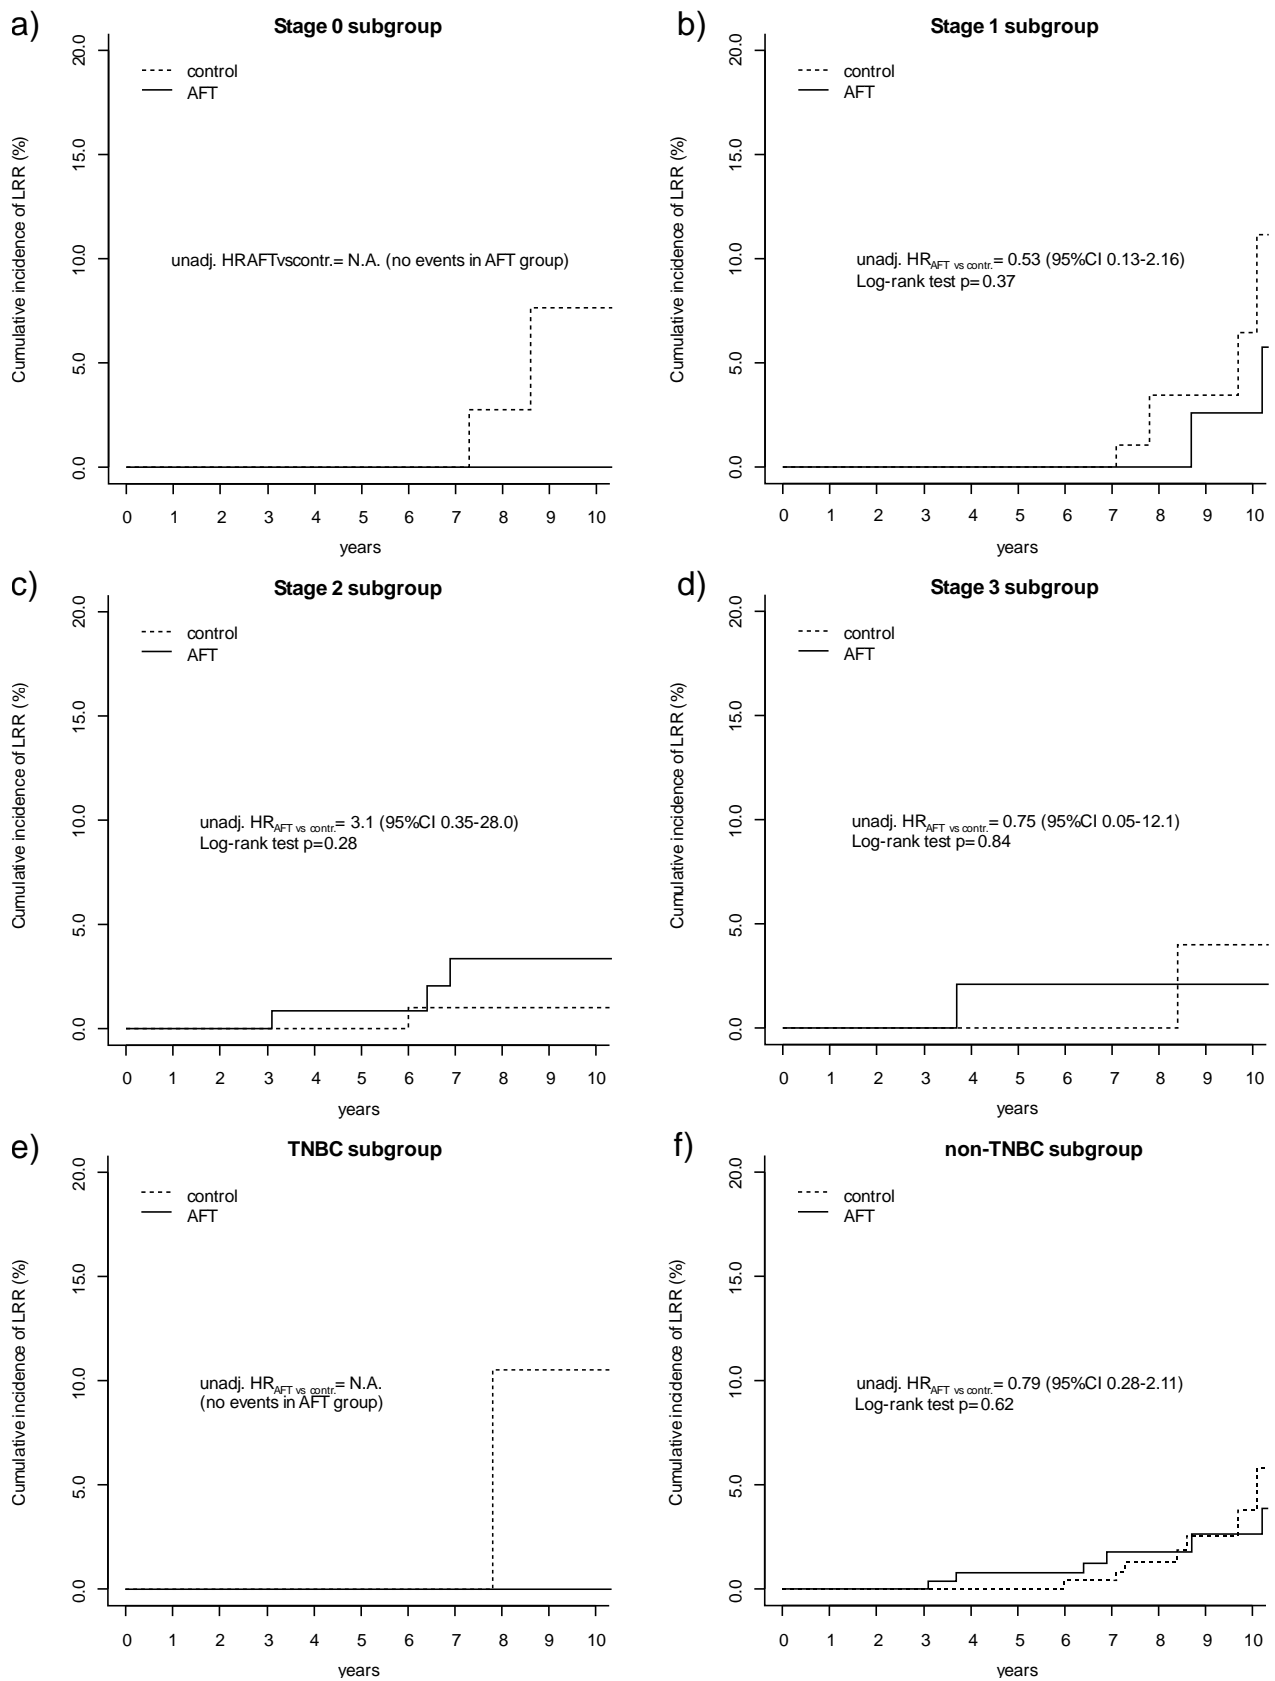 a)
Stage 0 subgroup
control
AFT
unadj. HRAFTvscontr.= N.A. (no events in AFT group)
Cumulative incidence of LRR (%)
0.0
5.0
10.0
15.0
20.0
0 1 2 3 4 5 6 7 8 9 10
years
b)
Stage 1 subgroup
control
AFT
unadj. HRAFT vs contr.= 0.53 (95%CI 0.13-2.16)
Log-rank test p=0.37
Cumulative incidence of LRR (%)
0.0
5.0
10.0
15.0
20.0
0 1 2 3 4 5 6 7 8 9 10
years
c)
Stage 2 subgroup
control
AFT
unadj. HRAFT vs contr.= 3.1 (95%CI 0.35-28.0)
Log-rank test p=0.28
Cumulative incidence of LRR (%)
0.0
5.0
10.0
15.0
20.0
0 1 2 3 4 5 6 7 8 9 10
years
d)
Stage 3 subgroup
control
AFT
unadj. HRAFT vs contr.= 0.75 (95%CI 0.05-12.1)
Log-rank test p=0.84
Cumulative incidence of LRR (%)
0.0
5.0
10.0
15.0
20.0
0 1 2 3 4 5 6 7 8 9 10
years
e)
TNBC subgroup
control
AFT
unadj. HRAFT vs contr.= N.A.
(no events in AFT group)
Cumulative incidence of LRR (%)
0.0
5.0
10.0
15.0
20.0
0 1 2 3 4 5 6 7 8 9 10
years
f)
non-TNBC subgroup
control
AFT
unadj. HRAFT vs contr.= 0.79 (95%CI 0.28-2.11)
Log-rank test p=0.62
Cumulative incidence of LRR (%)
0.0
5.0
10.0
15.0
20.0
0 1 2 3 4 5 6 7 8 9 10
years